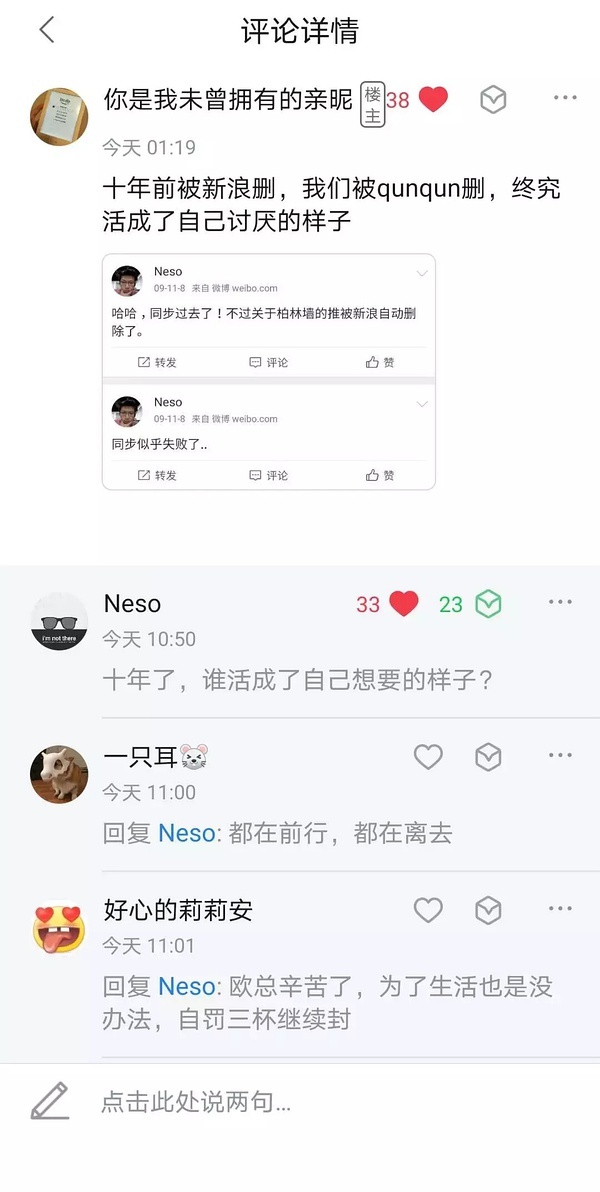 评论详情
你是我未曾拥有的亲昵 楼主 38
今天 01:19
十年前被新浪删，我们被qunqun删，终究
活成了自己讨厌的样子
Neso
09-11-8 来自 微博 weibo.com
哈哈，同步过去了！不过关于柏林墙的推被新浪自动删
除了。
转发 评论 赞
Neso
09-11-8 来自 微博 weibo.com
同步似乎失败了..
转发 评论 赞
Neso 33 23
i'm not there
今天 10:50
十年了，谁活成了自己想要的样子？
一只耳🐭
今天 11:00
回复 Neso: 都在前行，都在离去
好心的莉莉安
今天 11:01
回复 Neso: 欧总辛苦了，为了生活也是没
办法，自罚三杯继续封
点击此处说两句...